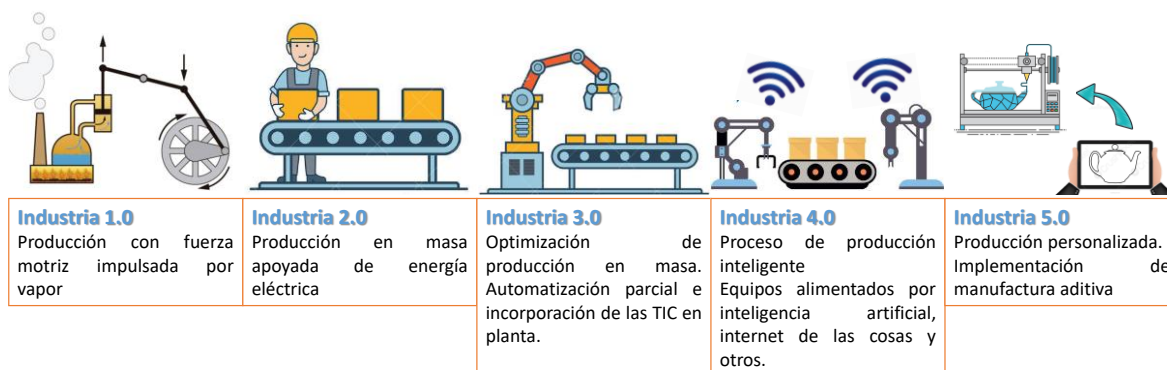 Industria 1.0
Producción con fuerza
motriz impulsada por
vapor
Industria 2.0
Producción en masa
apoyada de energía
eléctrica
Industria 3.0
Optimización de
producción en masa.
Automatización parcial e
incorporación de las TIC en
planta.
Industria 4.0
Proceso de producción
inteligente
Equipos alimentados por
inteligencia artificial,
internet de las cosas y
otros.
Industria 5.0
Producción personalizada.
Implementación de
manufactura aditiva